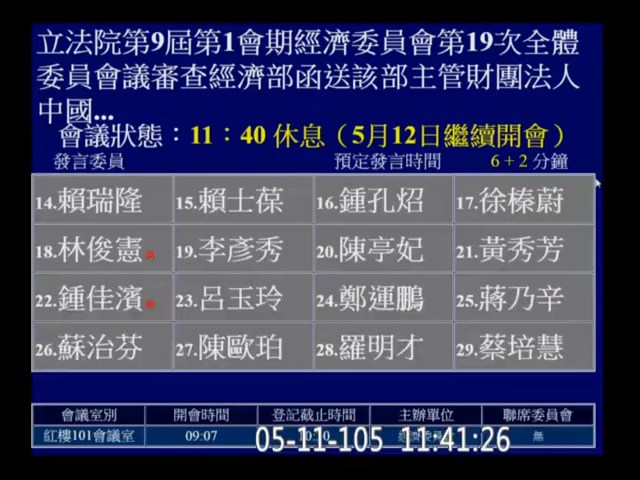 立法院第9屆第1會期經濟委員會第19次全體
委員會議審查經濟部函送該部主管財團法人
中國...
會議狀態：11：40 休息（5月12日繼續開會）
發言委員 預定發言時間 6 + 2 分鐘
14.賴瑞隆 15.賴士葆 16.鍾孔炤 17.徐榛蔚
18.林俊憲 19.李彥秀 20.陳亭妃 21.黃秀芳
22.鍾佳濱 23.呂玉玲 24.鄭運鵬 25.蔣乃辛
26.蘇治芬 27.陳歐珀 28.羅明才 29.蔡培慧
會議室別 開會時間 登記截止時間 主辦單位 聯席委員會
紅樓101會議室 09:07 無
05-11-105 11:41:26